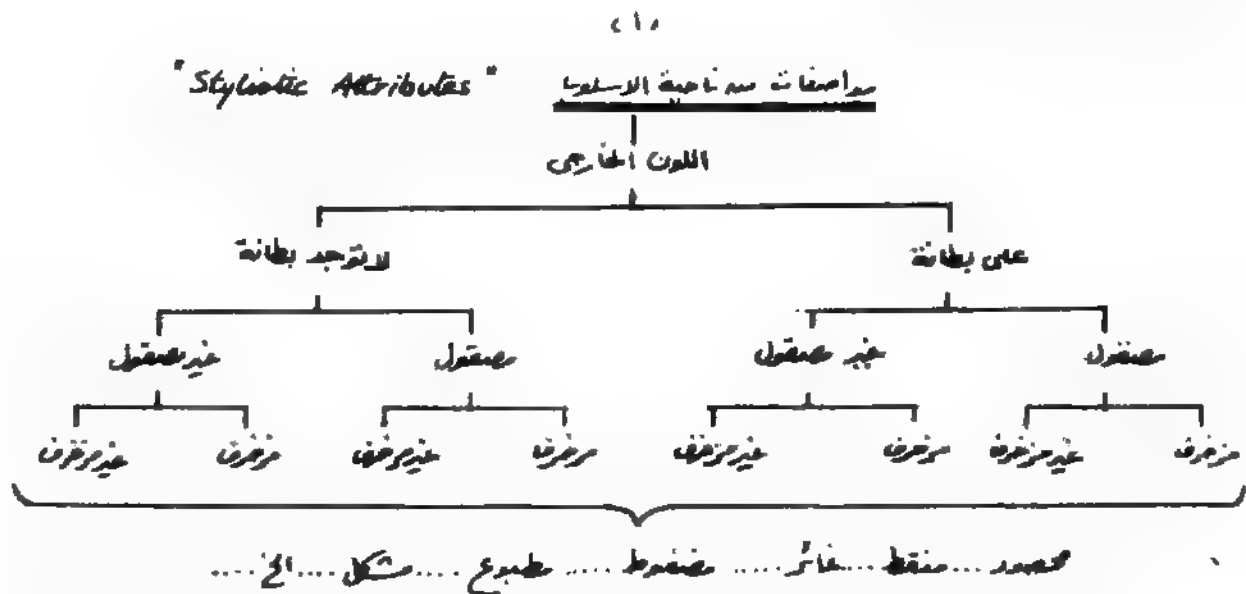 (١)
مواصفات من ناحية الاسلوب "Stylistic Attributes"
اللون الخارجي
على بطانة لا توجد بطانة
مصقول غير مصقول مصقول غير مصقول
مزخرف غير مزخرف مزخرف غير مزخرف مزخرف غير مزخرف مزخرف غير مزخرف
منقط .... غائر ..... مضغوط ..... مطبوع .... مشكل .... الخ ....